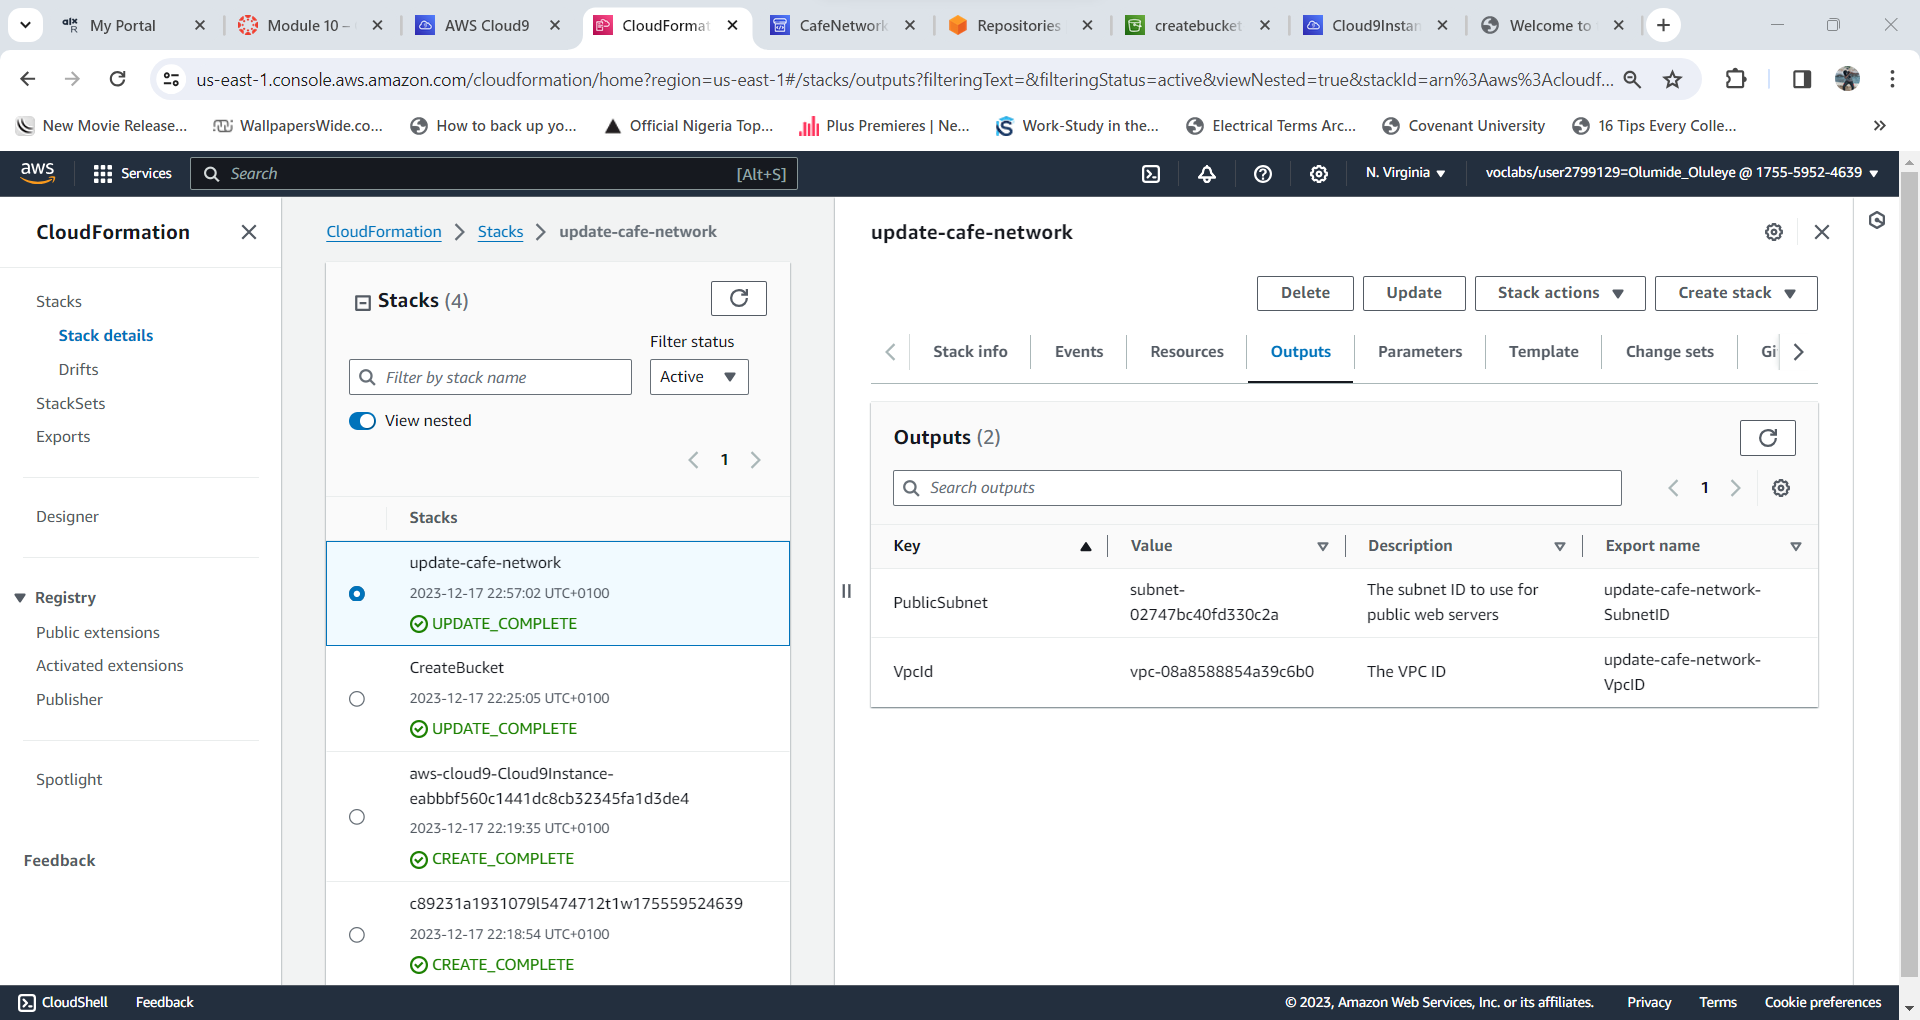 My Portal
Module 10 –
AWS Cloud9
CloudFormat
CafeNetwork
Repositories
createbucket
Cloud9Instan
Welcome to
us-east-1.console.aws.amazon.com/cloudformation/home?region=us-east-1#/stacks/outputs?filteringText=&filteringStatus=active&viewNested=true&stackId=arn%3Aaws%3Acloudf...
New Movie Release...
WallpapersWide.co...
How to back up yo...
Official Nigeria Top...
Plus Premieres | Ne...
Work-Study in the...
Electrical Terms Arc...
Covenant University
16 Tips Every Colle...
aws
Services
Search
[Alt+S]
N. Virginia
voclabs/user2799129=Olumide_Oluleye @ 1755-5952-4639
CloudFormation
Stacks
Stack details
Drifts
StackSets
Exports
Designer
Registry
Public extensions
Activated extensions
Publisher
Spotlight
Feedback
CloudFormation
Stacks
update-cafe-network
Stacks (4)
Filter status
Filter by stack name
Active
View nested
1
Stacks
update-cafe-network
2023-12-17 22:57:02 UTC+0100
UPDATE_COMPLETE
CreateBucket
2023-12-17 22:25:05 UTC+0100
UPDATE_COMPLETE
aws-cloud9-Cloud9Instance-
eabbbf560c1441dc8cb32345fa1d3de4
2023-12-17 22:19:35 UTC+0100
CREATE_COMPLETE
c89231a1931079l5474712t1w175559524639
2023-12-17 22:18:54 UTC+0100
CREATE_COMPLETE
update-cafe-network
Delete
Update
Stack actions
Create stack
Stack info
Events
Resources
Outputs
Parameters
Template
Change sets
Gi
Outputs (2)
Search outputs
1
Key
Value
Description
Export name
PublicSubnet
subnet-
02747bc40fd330c2a
The subnet ID to use for
public web servers
update-cafe-network-
SubnetID
VpcId
vpc-08a8588854a39c6b0
The VPC ID
update-cafe-network-
VpcID
CloudShell
Feedback
© 2023, Amazon Web Services, Inc. or its affiliates.
Privacy
Terms
Cookie preferences